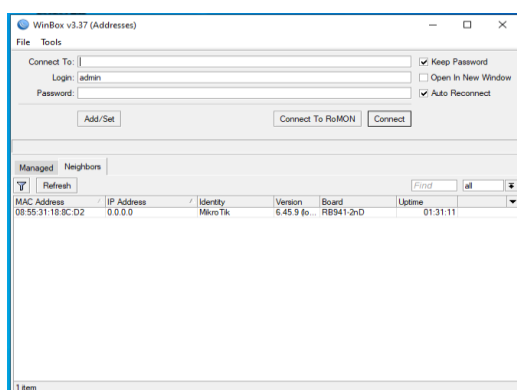 WinBox v3.37 (Addresses)
File Tools
Connect To:
Keep Password
Login: admin
Open In New Window
Password:
Auto Reconnect
Add/Set Connect To RoMON Connect
Managed Neighbors
Refresh Find all
MAC Address IP Address Identity Version Board Uptime
08:55:31:18:8C:D2 0.0.0.0 MikroTik 6.45.9 (lo... RB941-2nD 01:31:11
1 item